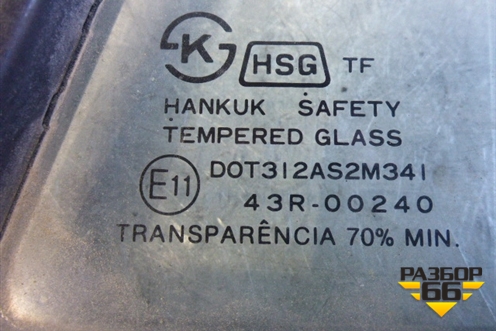 K
HSG TF
HANKUK SAFETY
TEMPERED GLASS
E11 DOT312AS2M341
43R-00240
TRANSPARÊNCIA 70% MIN.
РАЗБОР
66